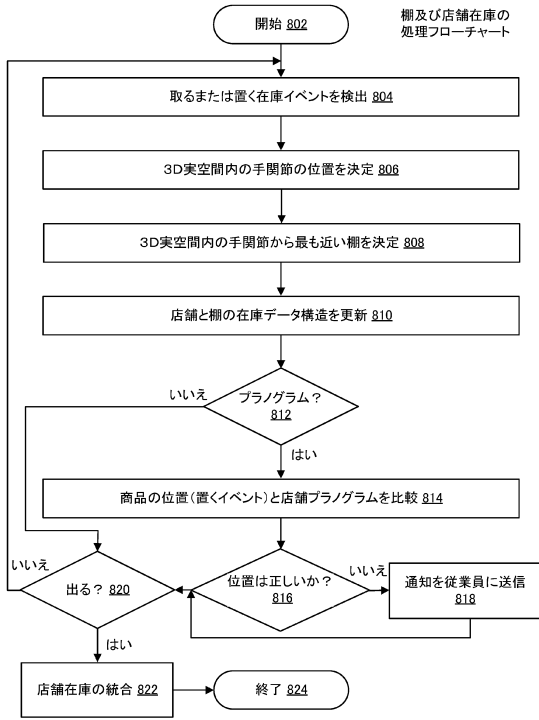 棚及び店舗在庫の
処理フローチャート
開始 802
取るまたは置く在庫イベントを検出 804
3D実空間内の手関節の位置を決定 806
3D実空間内の手関節から最も近い棚を決定 808
店舗と棚の在庫データ構造を更新 810
いいえ
プラノグラム?
812
はい
商品の位置(置くイベント)と店舗プラノグラムを比較 814
いいえ
出る? 820
位置は正しいか?
816
いいえ
通知を従業員に送信
818
はい
店舗在庫の統合 822
終了 824